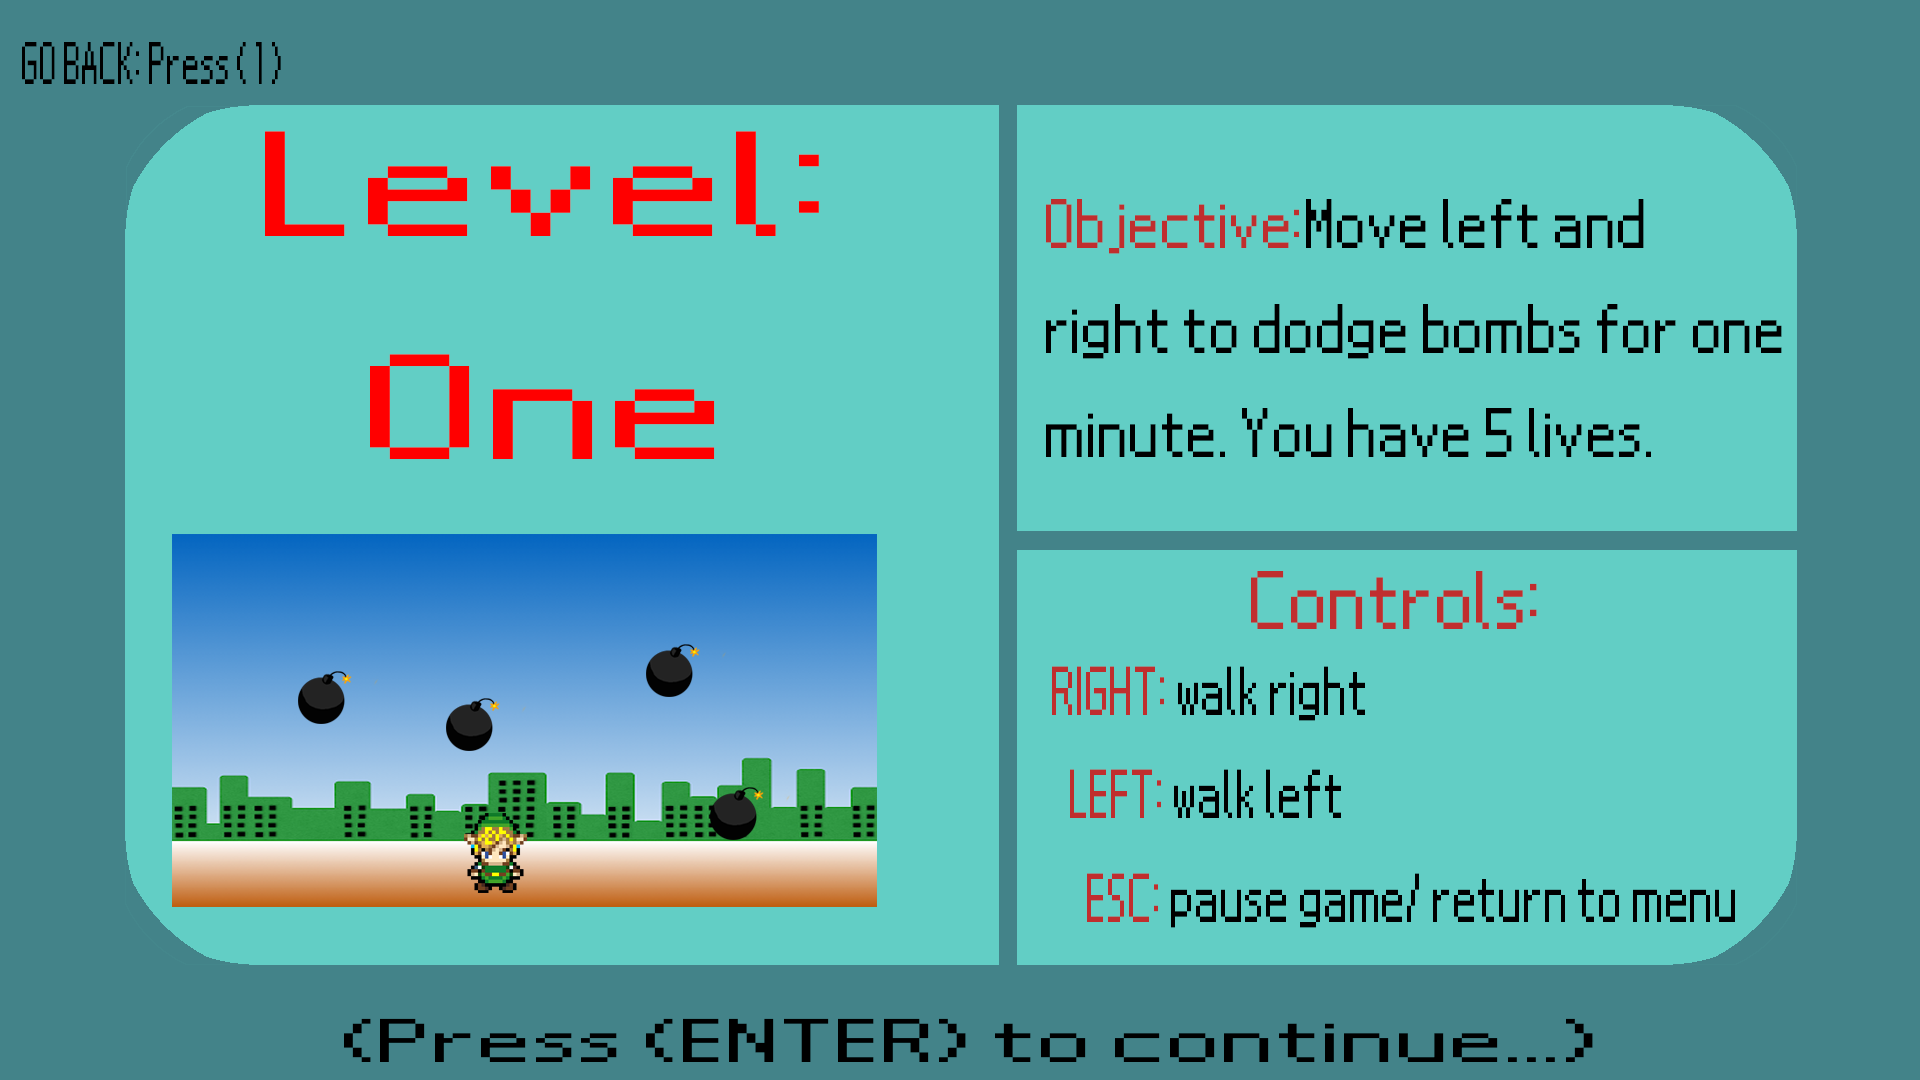 GO BACK: Press (1)
Level:
One
Objective:Move left and
right to dodge bombs for one
minute. You have 5 lives.
Controls:
RIGHT: walk right
LEFT: walk left
ESC: pause game/ return to menu
(Press (ENTER) to continue...)